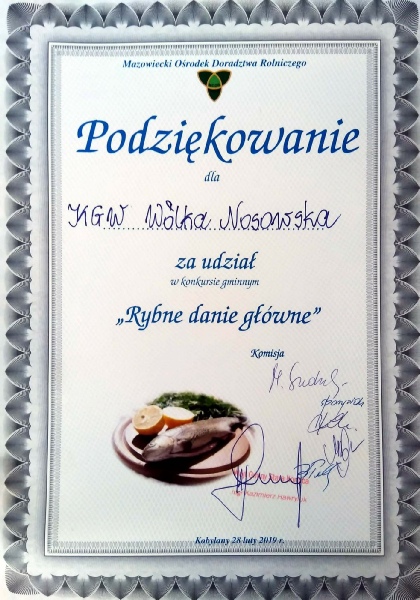 Mazowiecki Ośrodek Doradztwa Rolniczego
Podziękowanie
dla
KGW Wólka Nosowska
za udział
w konkursie gminnym
„Rybne danie główne”
Komisja
Kobylany 28 luty 2019 r.